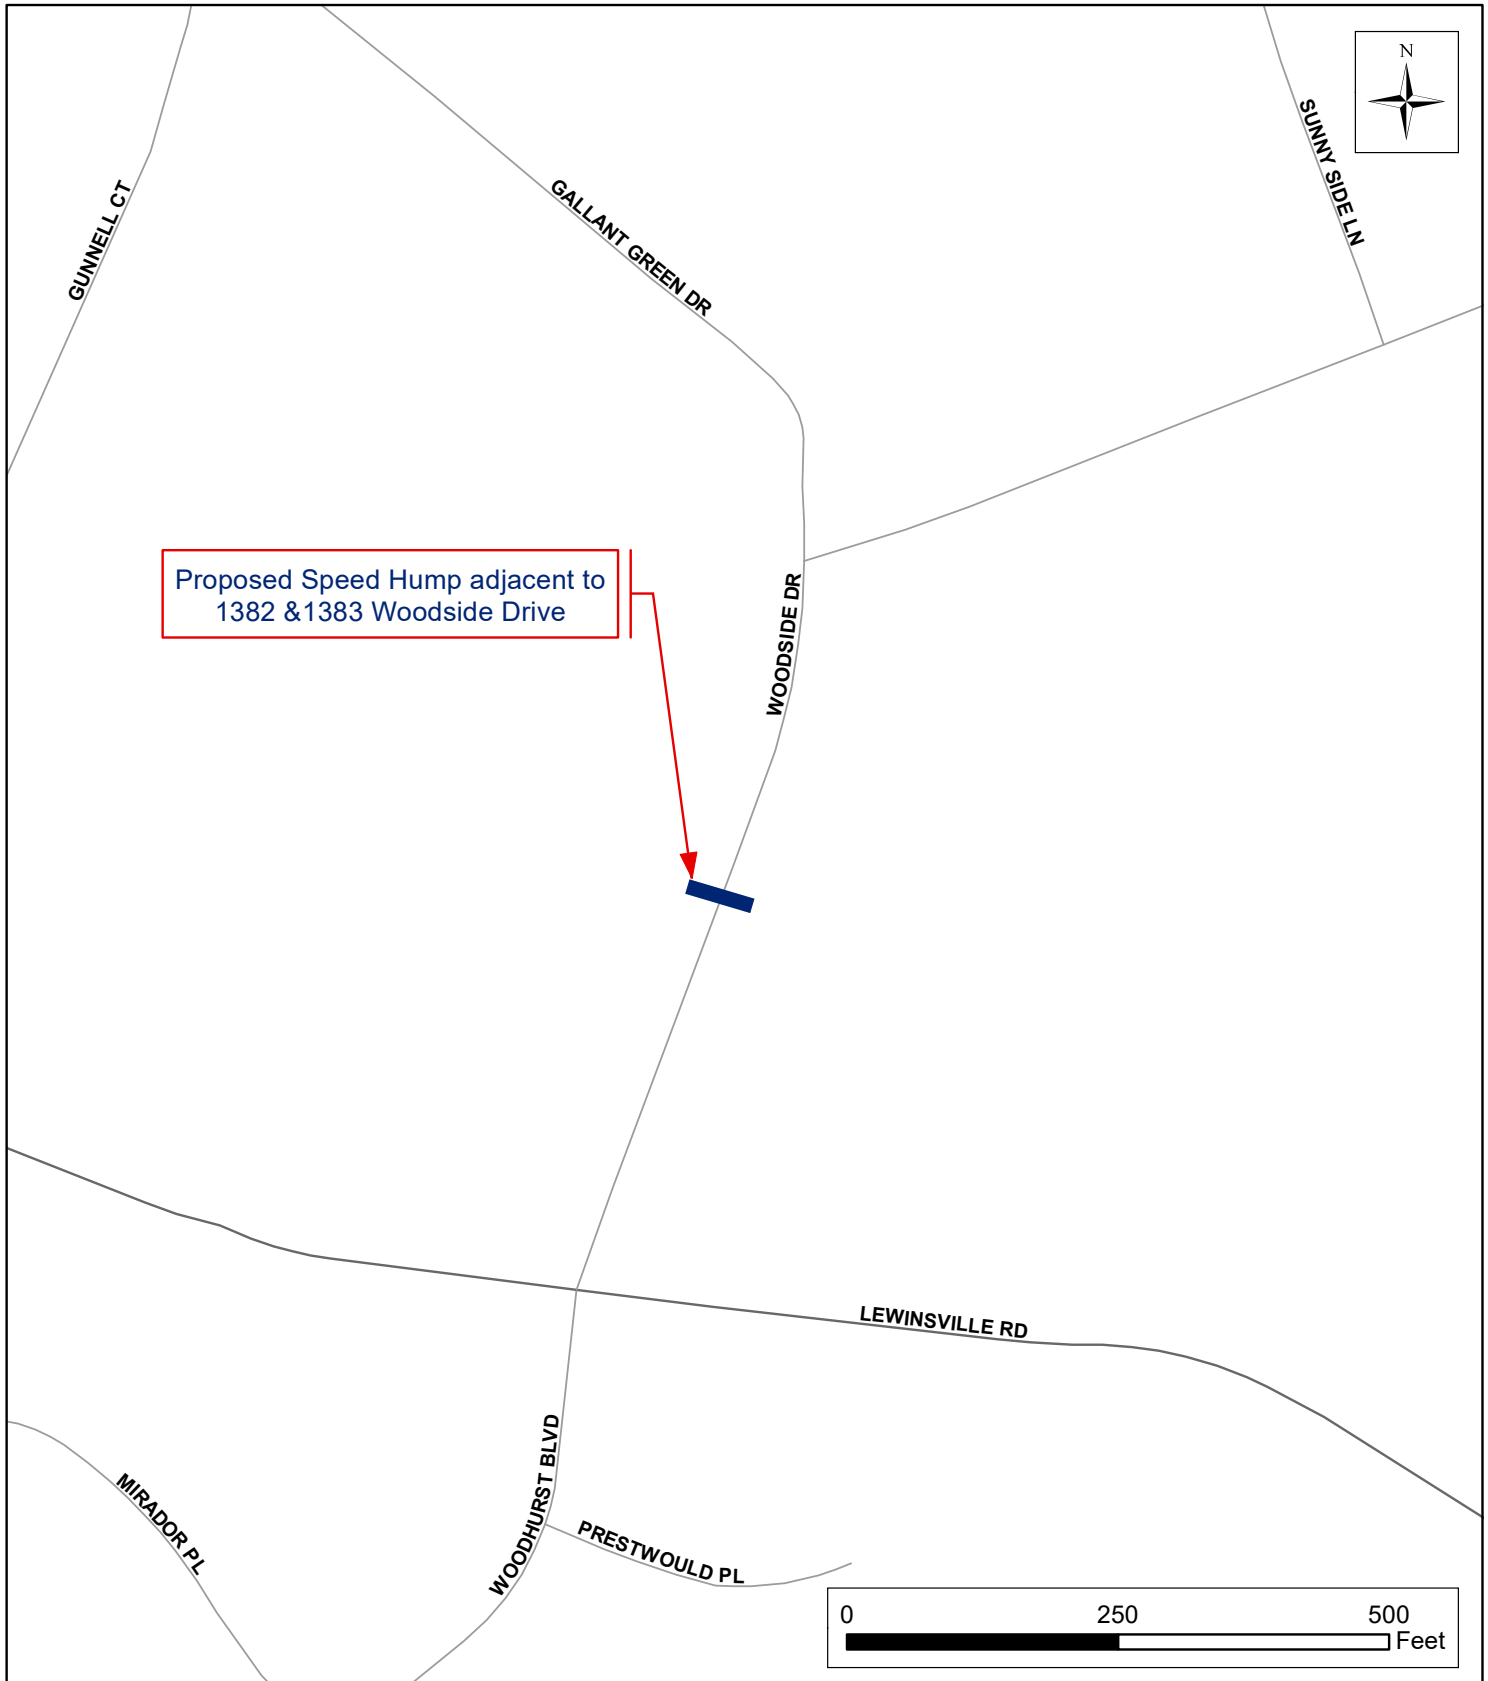 N
SUNNY SIDE LN
GUNNELL CT
GALLANT GREEN DR
Proposed Speed Hump adjacent to
1382 &1383 Woodside Drive
WOODSIDE DR
LEWINSVILLE RD
WOODHURST BLVD
MIRADOR PL
PRESTWOULD PL
0 250 500
Feet